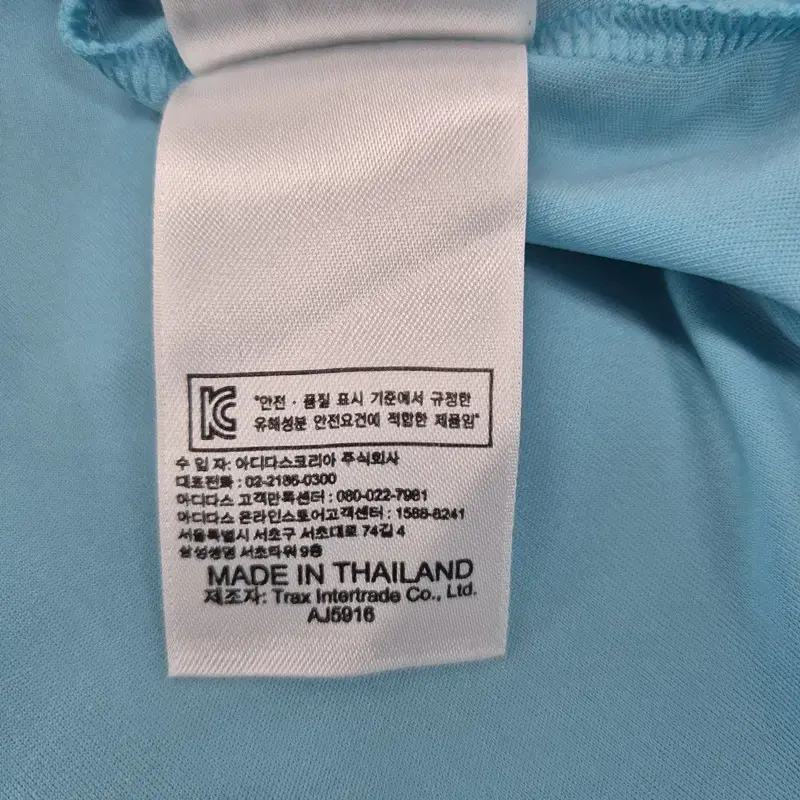 "안전 · 품질 표시 기준에서 규정한
유해성분 안전요건에 적합한 제품임"
수 입 자: 아디다스코리아 주식회사
대표전화 : 02-2186-0300
아디다스 고객만족센터 : 080-022-7981
아디다스 온라인스토어고객센터 : 1588-8241
서울특별시 서초구 서초대로 74길 4
삼성생명 서초타워 9층
MADE IN THAILAND
제조자: Trax Intertrade Co., Ltd.
AJ5916